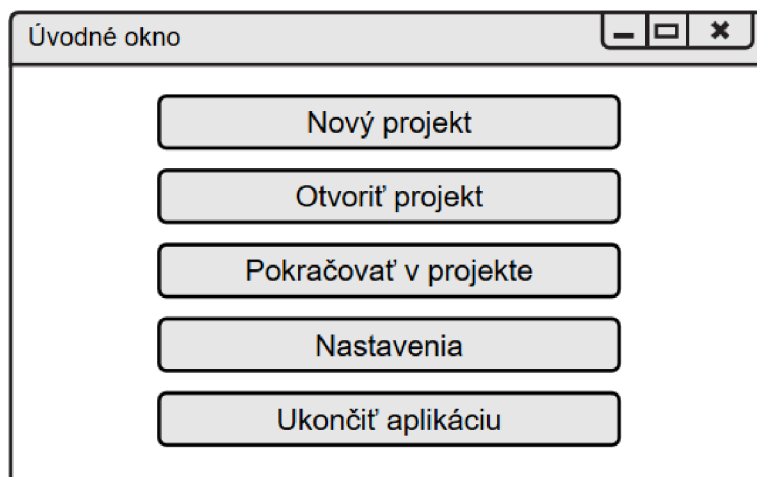 Úvodné okno
Nový projekt
Otvoriť projekt
Pokračovať v projekte
Nastavenia
Ukončiť aplikáciu